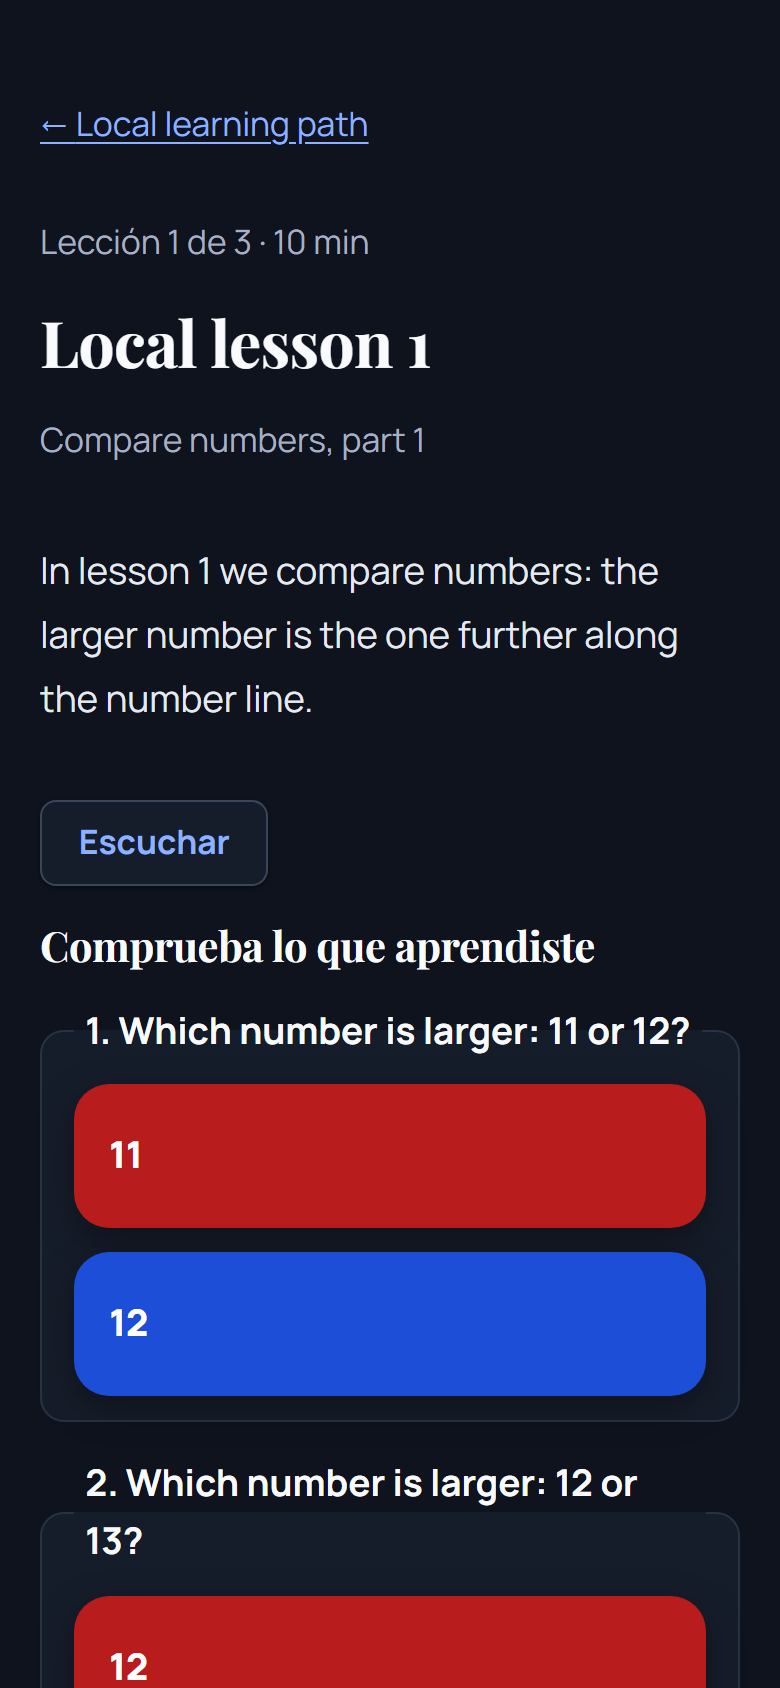 ← Local learning path
Lección 1 de 3 · 10 min
Local lesson 1
Compare numbers, part 1
In lesson 1 we compare numbers: the
larger number is the one further along
the number line.
Escuchar
Comprueba lo que aprendiste
1. Which number is larger: 11 or 12?
11
12
2. Which number is larger: 12 or
13?
12